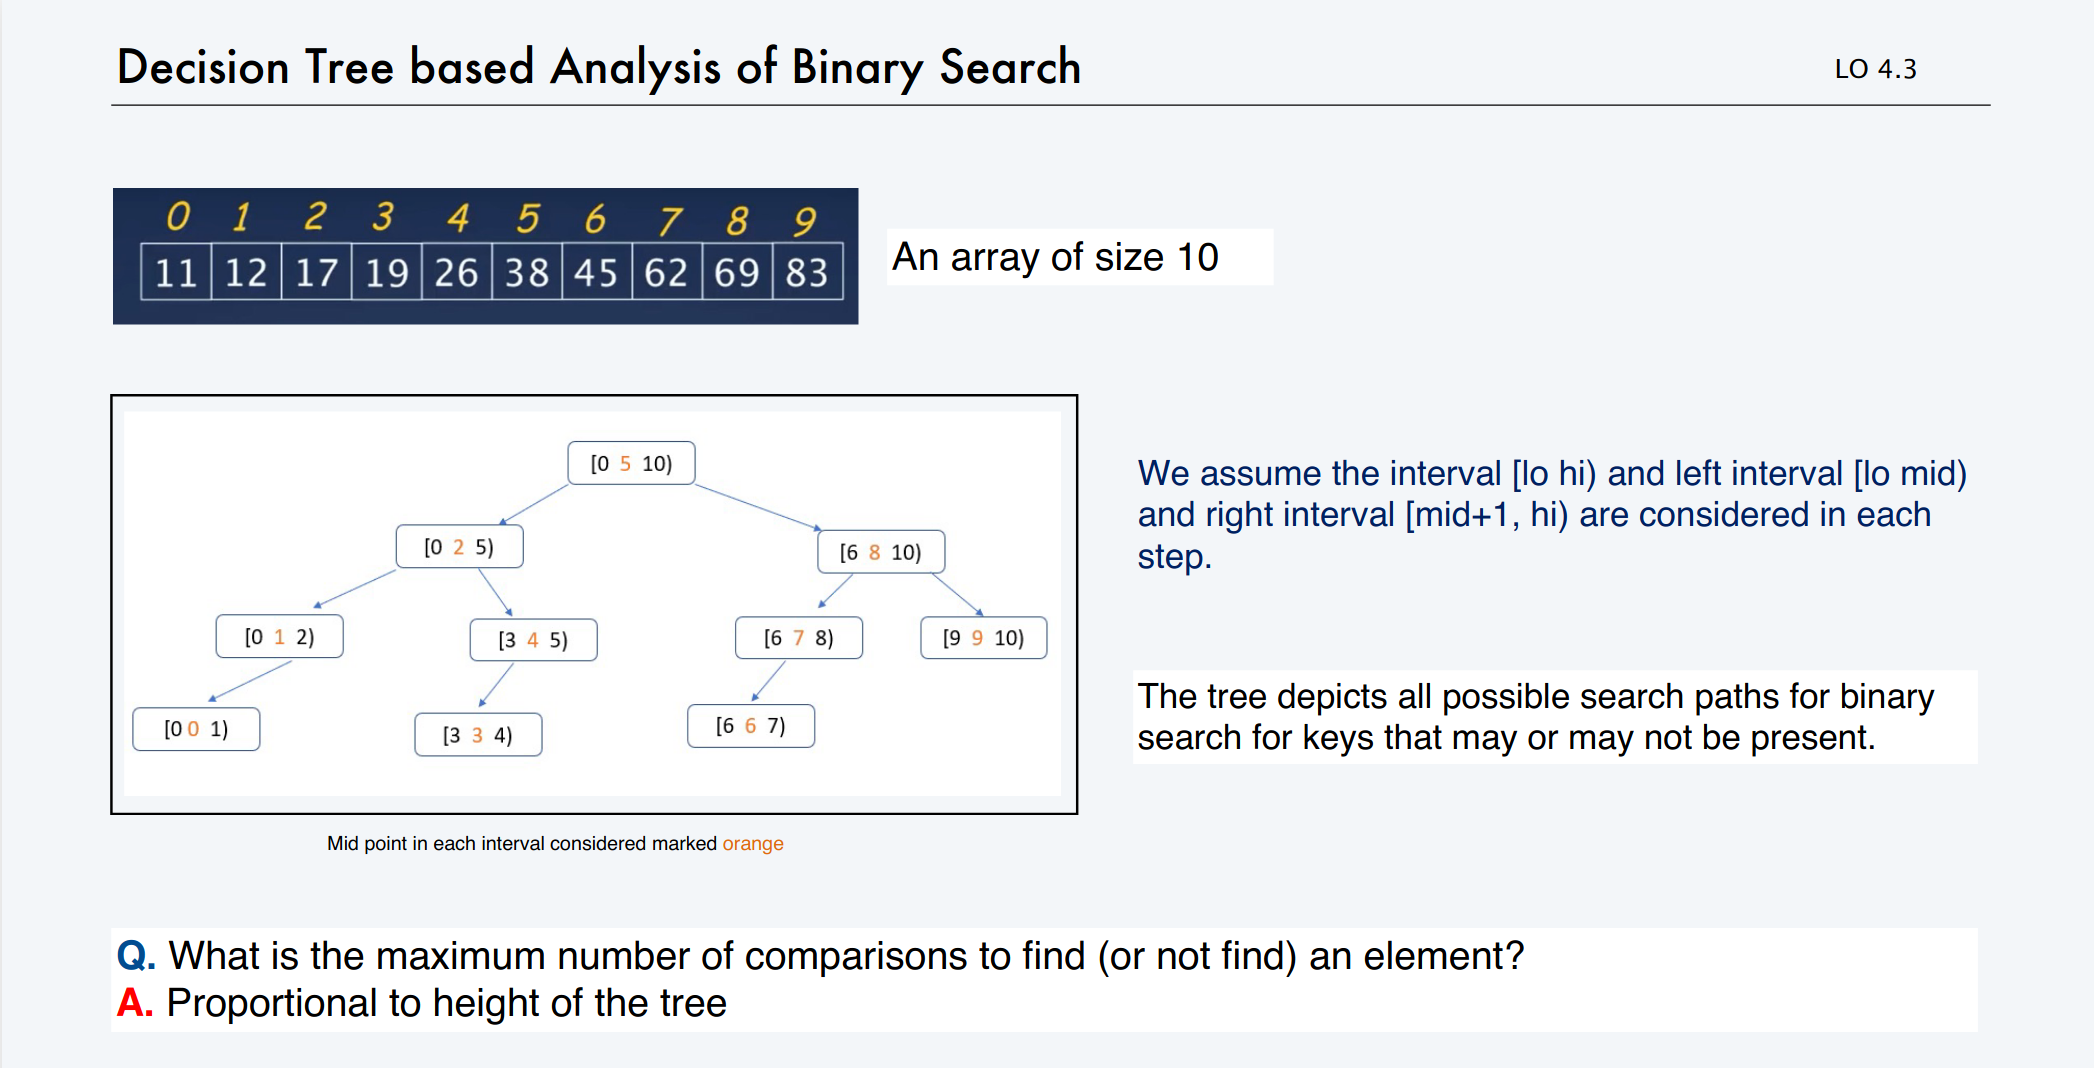 Decision Tree based Analysis of Binary Search
LO 4.3
0 1 2 3 4 5 6 7 8 9
11 12 17 19 26 38 45 62 69 83
An array of size 10
[0 5 10)
[0 2 5)
[6 8 10)
[0 1 2)
[3 4 5)
[6 7 8)
[9 9 10)
[0 0 1)
[3 3 4)
[6 6 7)
Mid point in each interval considered marked orange
We assume the interval [lo hi) and left interval [lo mid)
and right interval [mid+1, hi) are considered in each
step.
The tree depicts all possible search paths for binary
search for keys that may or may not be present.
Q. What is the maximum number of comparisons to find (or not find) an element?
A. Proportional to height of the tree